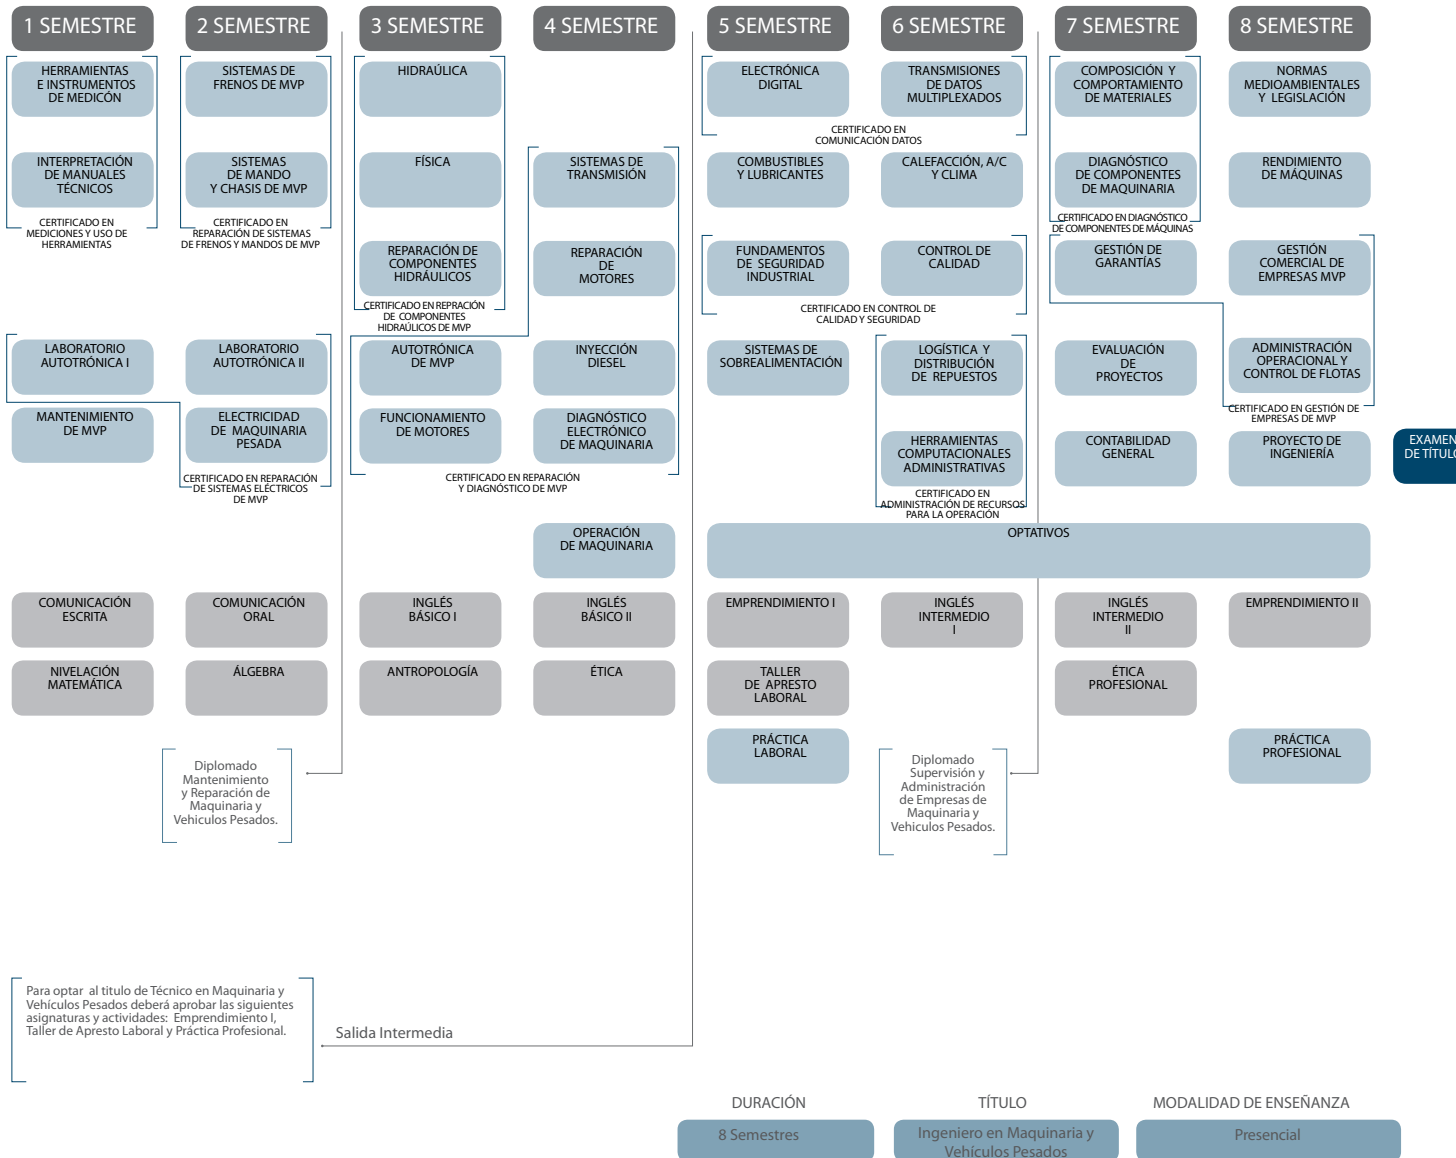 1 SEMESTRE
2 SEMESTRE
3 SEMESTRE
4 SEMESTRE
5 SEMESTRE
6 SEMESTRE
7 SEMESTRE
8 SEMESTRE
HERRAMIENTAS
E INSTRUMENTOS
DE MEDICÓN
SISTEMAS DE
FRENOS DE MVP
HIDRAÚLICA
ELECTRÓNICA
DIGITAL
TRANSMISIONES
DE DATOS
MULTIPLEXADOS
COMPOSICIÓN Y
COMPORTAMIENTO
DE MATERIALES
NORMAS
MEDIOAMBIENTALES
Y LEGISLACIÓN
CERTIFICADO EN
COMUNICACIÓN DATOS
INTERPRETACIÓN
DE MANUALES
TÉCNICOS
SISTEMAS
DE MANDO
Y CHASIS DE MVP
FÍSICA
SISTEMAS DE
TRANSMISIÓN
COMBUSTIBLES
Y LUBRICANTES
CALEFACCIÓN, A/C
Y CLIMA
DIAGNÓSTICO
DE COMPONENTES
DE MAQUINARIA
RENDIMIENTO
DE MÁQUINAS
CERTIFICADO EN
MEDICIONES Y USO DE
HERRAMIENTAS
CERTIFICADO EN
REPARACIÓN DE SISTEMAS
DE FRENOS Y MANDOS DE MVP
CERTIFICADO EN DIAGNÓSTICO
DE COMPONENTES DE MÁQUINAS
REPARACIÓN DE
COMPONENTES
HIDRÁULICOS
REPARACIÓN
DE
MOTORES
FUNDAMENTOS
DE SEGURIDAD
INDUSTRIAL
CONTROL DE
CALIDAD
GESTIÓN DE
GARANTÍAS
GESTIÓN
COMERCIAL DE
EMPRESAS MVP
CERTIFICADO EN REPRACIÓN
DE COMPONENTES
HIDRAÚLICOS DE MVP
CERTIFICADO EN CONTROL DE
CALIDAD Y SEGURIDAD
LABORATORIO
AUTOTRÓNICA I
LABORATORIO
AUTOTRÓNICA II
AUTOTRÓNICA
DE MVP
INYECCIÓN
DIESEL
SISTEMAS DE
SOBREALIMENTACIÓN
LOGÍSTICA Y
DISTRIBUCIÓN
DE REPUESTOS
EVALUACIÓN
DE
PROYECTOS
ADMINISTRACIÓN
OPERACIONAL Y
CONTROL DE FLOTAS
CERTIFICADO EN GESTIÓN DE
EMPRESAS DE MVP
MANTENIMIENTO
DE MVP
ELECTRICIDAD
DE MAQUINARIA
PESADA
FUNCIONAMIENTO
DE MOTORES
DIAGNÓSTICO
ELECTRÓNICO
DE MAQUINARIA
HERRAMIENTAS
COMPUTACIONALES
ADMINISTRATIVAS
CONTABILIDAD
GENERAL
PROYECTO DE
INGENIERÍA
EXAMEN
DE TÍTULO
CERTIFICADO EN REPARACIÓN
DE SISTEMAS ELÉCTRICOS
DE MVP
CERTIFICADO EN REPARACIÓN
Y DIAGNÓSTICO DE MVP
CERTIFICADO EN
ADMINISTRACIÓN DE RECURSOS
PARA LA OPERACIÓN
OPERACIÓN
DE MAQUINARIA
OPTATIVOS
COMUNICACIÓN
ESCRITA
COMUNICACIÓN
ORAL
INGLÉS
BÁSICO I
INGLÉS
BÁSICO II
EMPRENDIMIENTO I
INGLÉS
INTERMEDIO
I
INGLÉS
INTERMEDIO
II
EMPRENDIMIENTO II
NIVELACIÓN
MATEMÁTICA
ÁLGEBRA
ANTROPOLOGÍA
ÉTICA
TALLER
DE APRESTO
LABORAL
ÉTICA
PROFESIONAL
PRÁCTICA
LABORAL
PRÁCTICA
PROFESIONAL
Diplomado
Mantenimiento
y Reparación de
Maquinaria y
Vehiculos Pesados.
Diplomado
Supervisión y
Administración
de Empresas de
Maquinaria y
Vehiculos Pesados.
Para optar al titulo de Técnico en Maquinaria y
Vehículos Pesados deberá aprobar las siguientes
asignaturas y actividades: Emprendimiento I,
Taller de Apresto Laboral y Práctica Profesional.
Salida Intermedia
DURACIÓN
TÍTULO
MODALIDAD DE ENSEÑANZA
8 Semestres
Ingeniero en Maquinaria y
Vehículos Pesados
Presencial